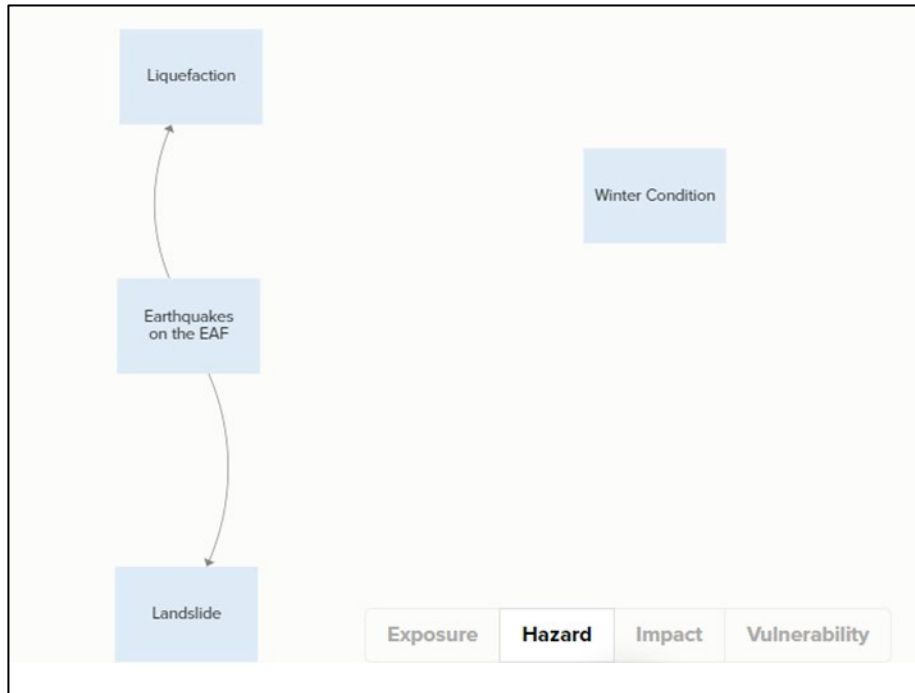 Liquefaction
Winter Condition
Earthquakes
on the EAF
Landslide
Exposure
Hazard
Impact
Vulnerability